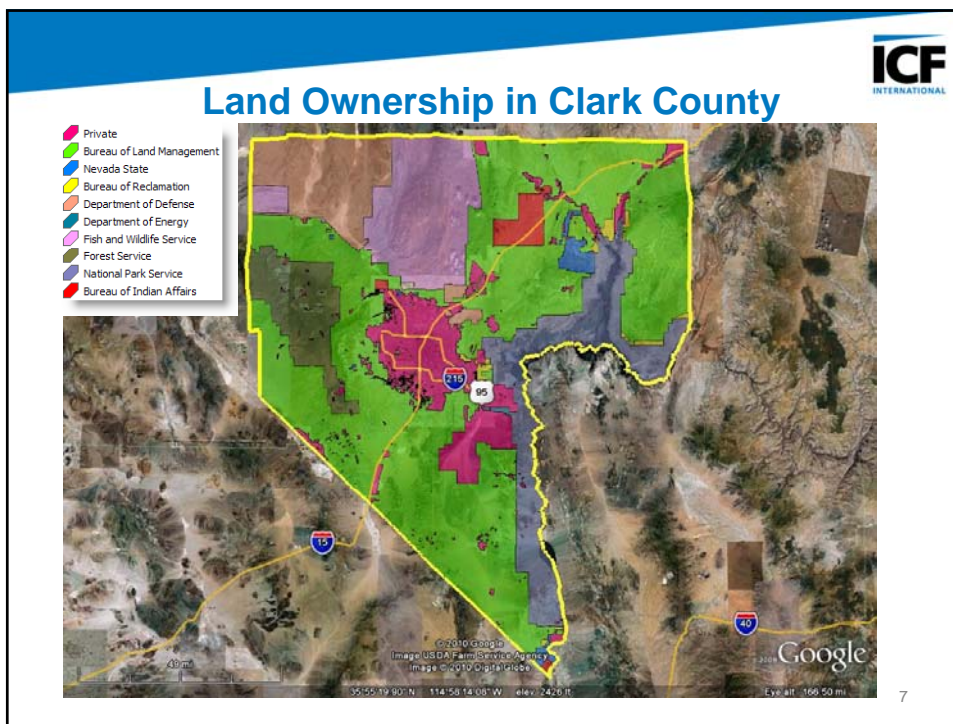 ICF
INTERNATIONAL
Land Ownership in Clark County
Private
Bureau of Land Management
Nevada State
Bureau of Reclamation
Department of Defense
Department of Energy
Fish and Wildlife Service
Forest Service
National Park Service
Bureau of Indian Affairs
215
95
15
40
© 2010 Google
Image USDA Farm Service Agency
Image © 2010 DigitalGlobe
Google
49 mi
35°55'19.90" N 114°58'14.08" W elev 2426 ft
Eye alt 166.50 mi
7